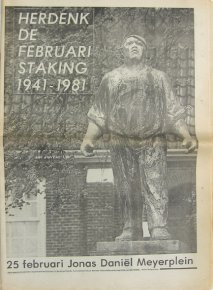 HERDENK
DE
FEBRUARI
STAKING
1941-1981
25 februari Jonas Daniël Meyerplein